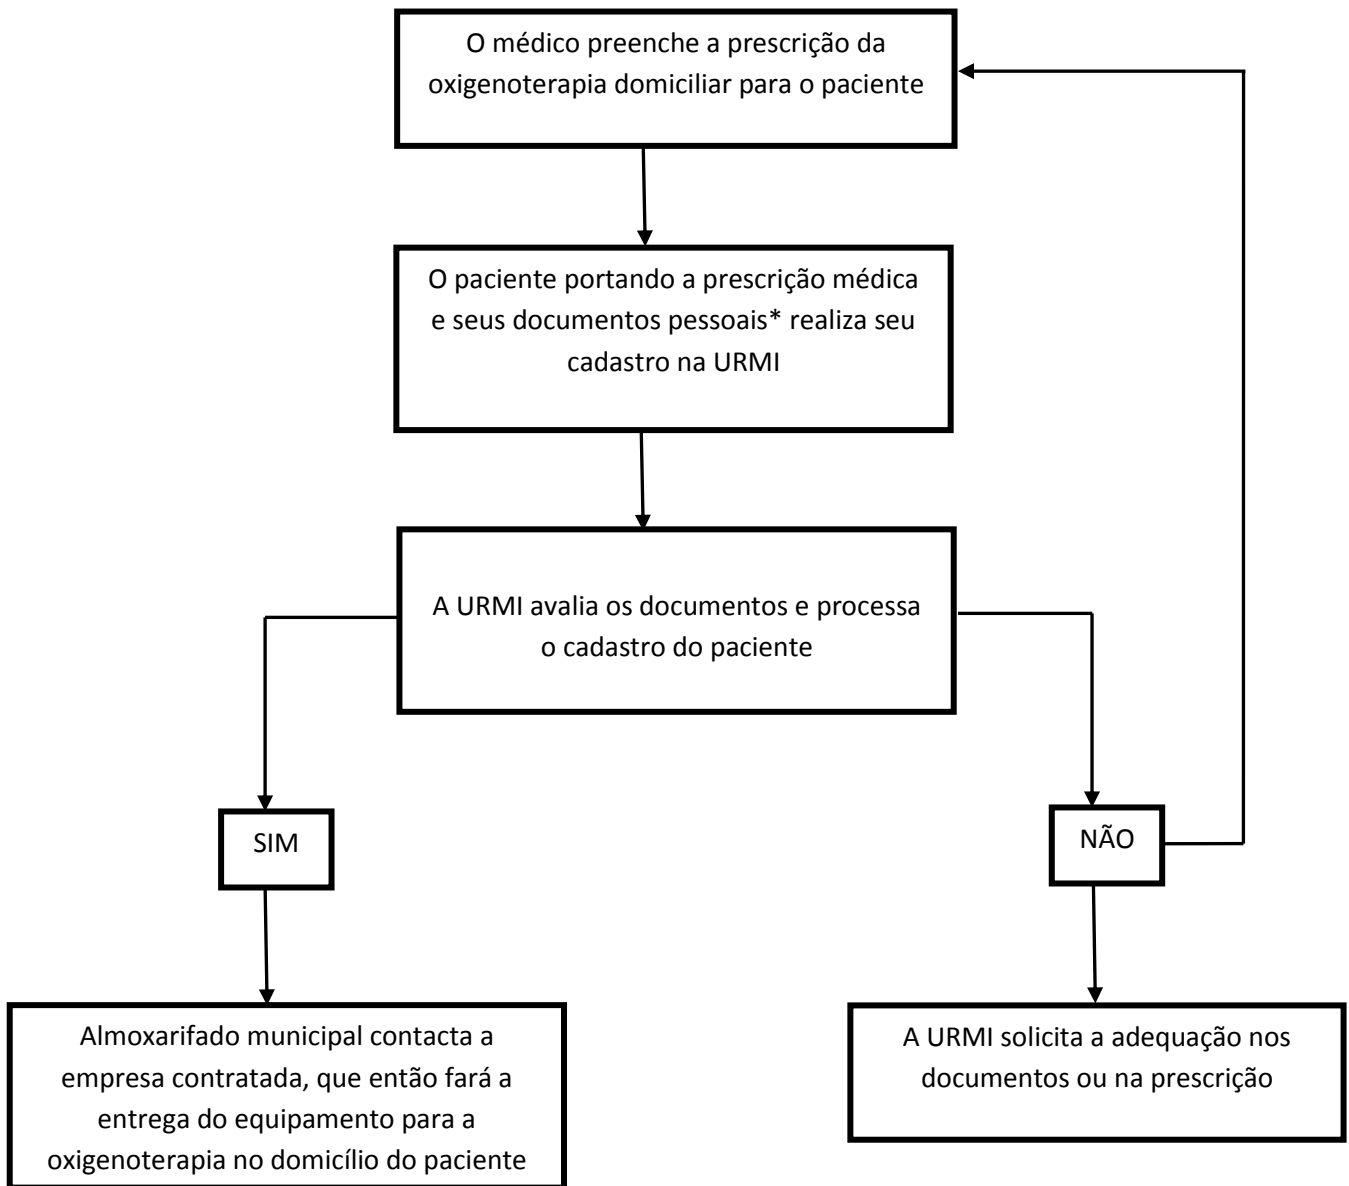 O médico preenche a prescrição da
oxigenoterapia domiciliar para o paciente
O paciente portando a prescrição médica
e seus documentos pessoais* realiza seu
cadastro na URMI
A URMI avalia os documentos e processa
o cadastro do paciente
SIM
NÃO
Almoxarifado municipal contacta a
empresa contratada, que então fará a
entrega do equipamento para a
oxigenoterapia no domicílio do paciente
A URMI solicita a adequação nos
documentos ou na prescrição